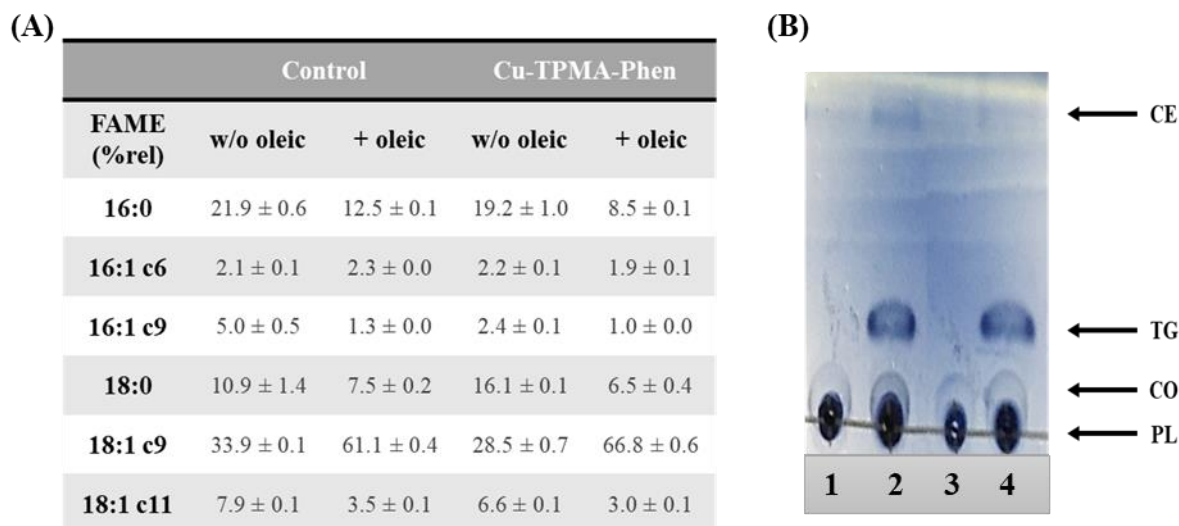 (A)
Control Cu-TPMA-Phen
FAME (%rel) w/o oleic + oleic w/o oleic + oleic
16:0 21.9 ± 0.6 12.5 ± 0.1 19.2 ± 1.0 8.5 ± 0.1
16:1 c6 2.1 ± 0.1 2.3 ± 0.0 2.2 ± 0.1 1.9 ± 0.1
16:1 c9 5.0 ± 0.5 1.3 ± 0.0 2.4 ± 0.1 1.0 ± 0.0
18:0 10.9 ± 1.4 7.5 ± 0.2 16.1 ± 0.1 6.5 ± 0.4
18:1 c9 33.9 ± 0.1 61.1 ± 0.4 28.5 ± 0.7 66.8 ± 0.6
18:1 c11 7.9 ± 0.1 3.5 ± 0.1 6.6 ± 0.1 3.0 ± 0.1
(B)
CE
TG
CO
PL
1 2 3 4